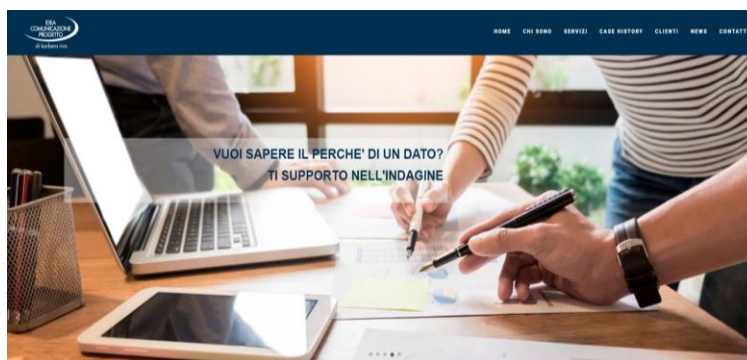 IDEA
COMUNICAZIONE
PROGETTO
di barbara riva
HOME CHI SONO SERVIZI CASE HISTORY CLIENTI NEWS CONTATT
VUOI SAPERE IL PERCHE' DI UN DATO?
TI SUPPORTO NELL'INDAGINE